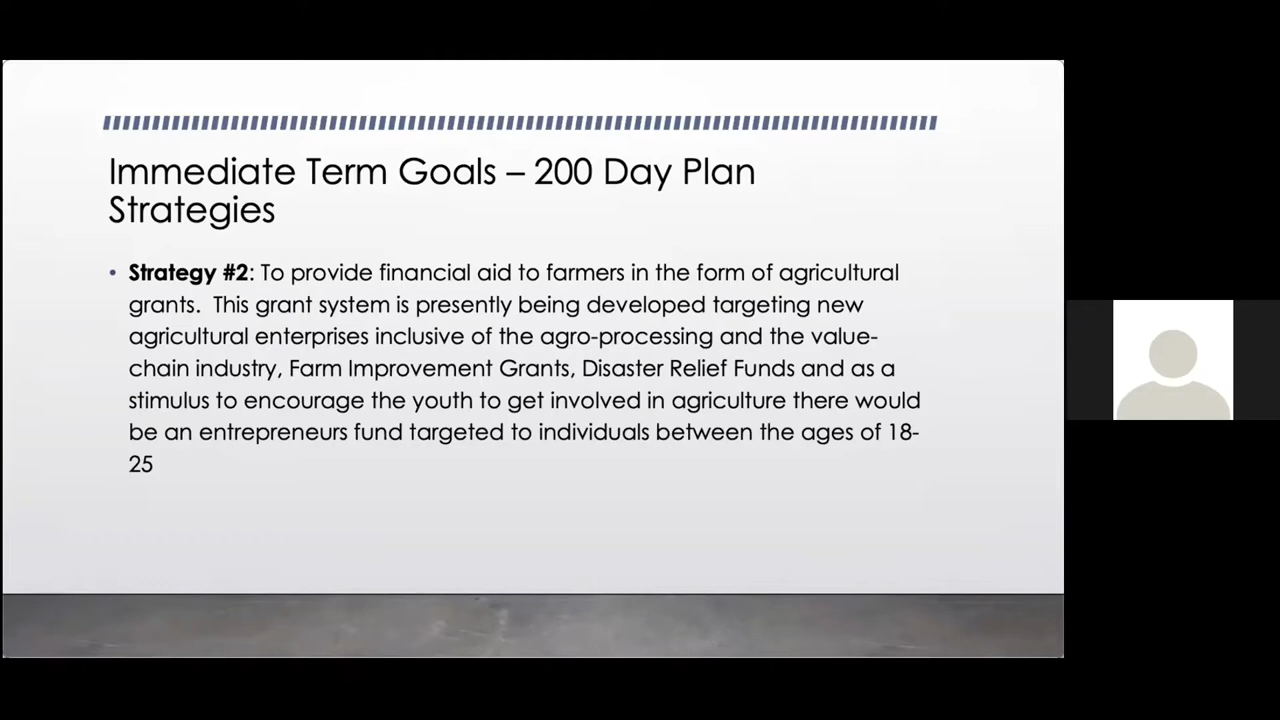 Immediate Term Goals – 200 Day Plan
Strategies
• Strategy #2: To provide financial aid to farmers in the form of agricultural
grants.  This grant system is presently being developed targeting new
agricultural enterprises inclusive of the agro-processing and the value-
chain industry, Farm Improvement Grants, Disaster Relief Funds and as a
stimulus to encourage the youth to get involved in agriculture there would
be an entrepreneurs fund targeted to individuals between the ages of 18-
25